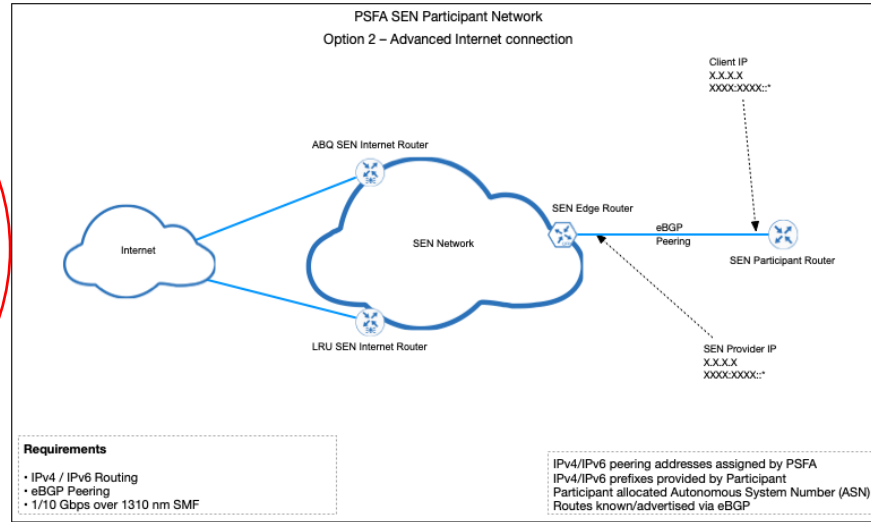 PSFA SEN Participant Network
Option 2 – Advanced Internet connection
Client IP
X.X.X.X
XXXX:XXXX::*
ABQ SEN Internet Router
SEN Edge Router
eBGP
Peering
Internet
SEN Network
SEN Participant Router
LRU SEN Internet Router
SEN Provider IP
X.X.X.X
XXXX:XXXX::*
Requirements
• IPv4 / IPv6 Routing
• eBGP Peering
• 1/10 Gbps over 1310 nm SMF
IPv4/IPv6 peering addresses assigned by PSFA
IPv4/IPv6 prefixes provided by Participant
Participant allocated Autonomous System Number (ASN)
Routes known/advertised via eBGP